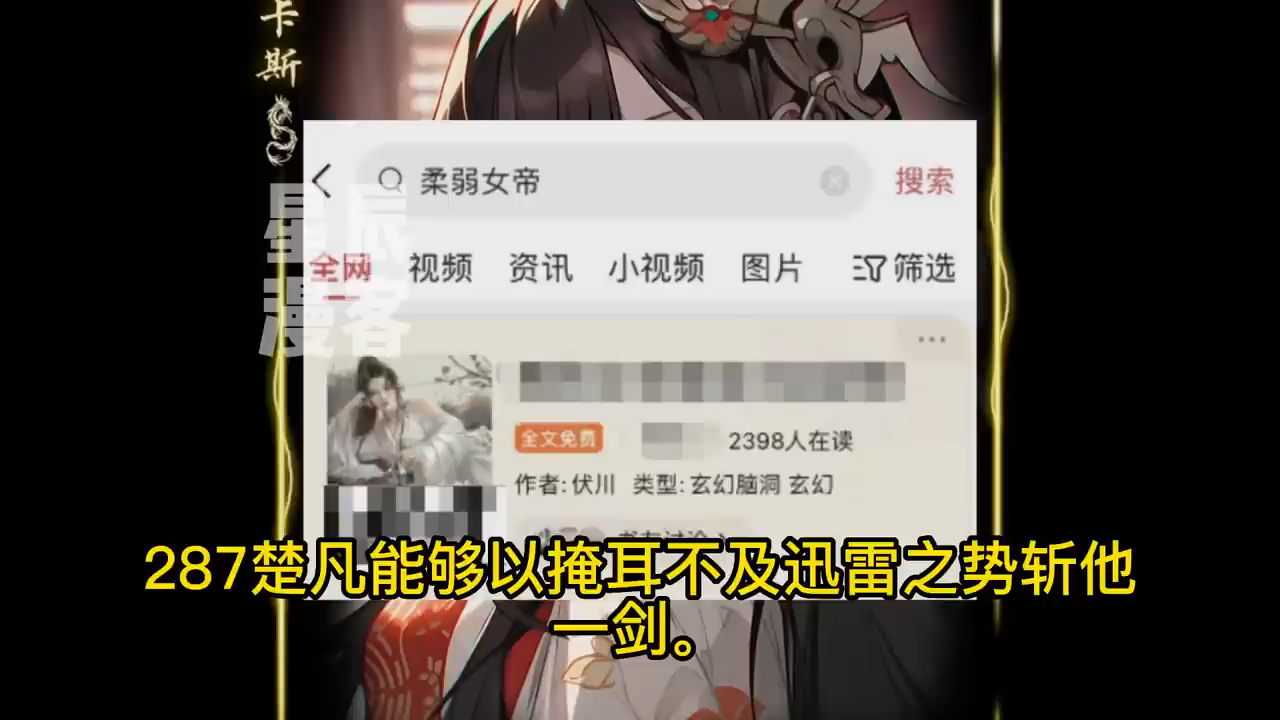 卡斯
柔弱女帝 搜索
星辰漫客
全网 视频 资讯 小视频 图片 筛选
全文免费 2398人在读
作者:伏川 类型:玄幻脑洞 玄幻
287楚凡能够以掩耳不及迅雷之势斩他
一剑。